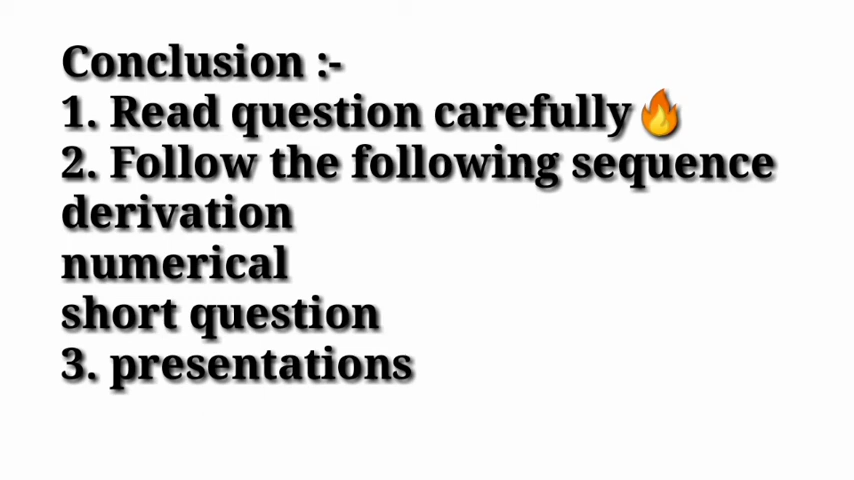 Conclusion :-
1. Read question carefully🔥
2. Follow the following sequence
derivation
numerical
short question
3. presentations